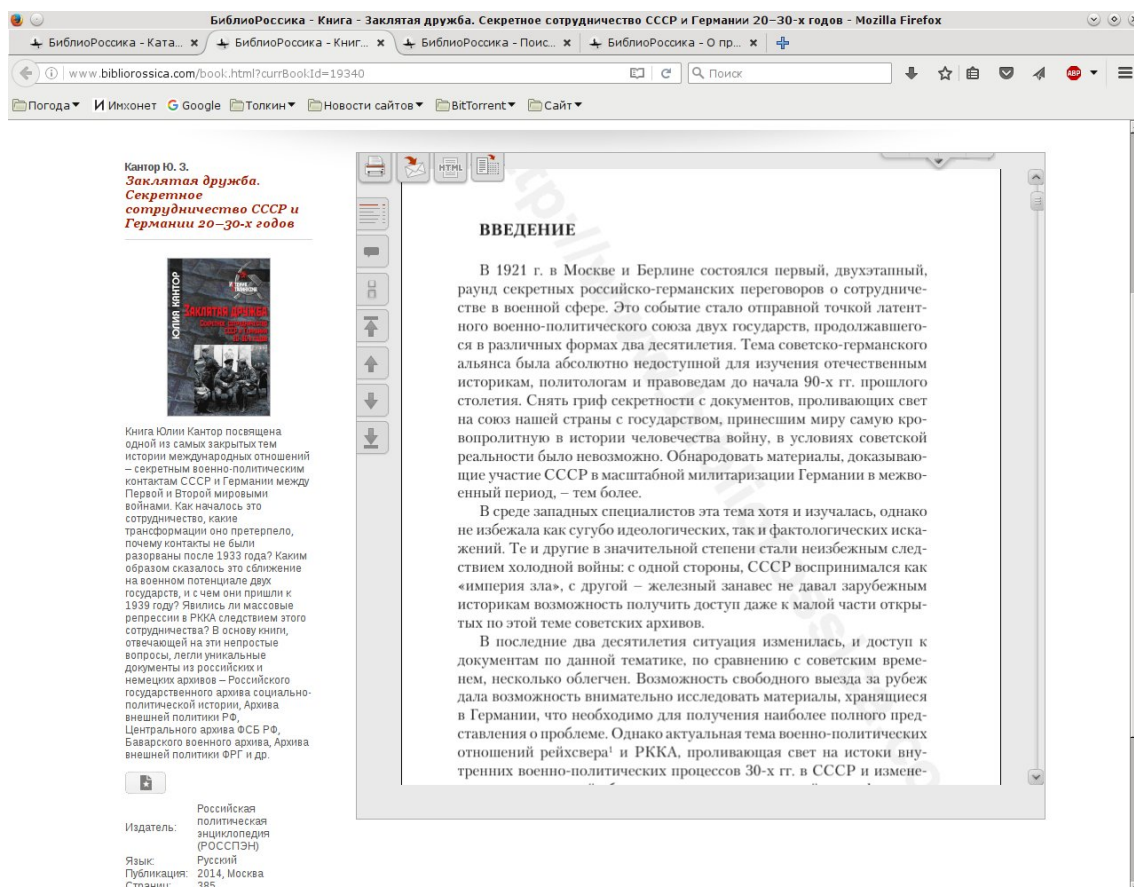 БиблиоРоссика - Книга - Заклятая дружба. Секретное сотрудничество СССР и Германии 20–30-х годов - Mozilla Firefox
БиблиоРоссика - Ката... × БиблиоРоссика - Книг... × БиблиоРоссика - Поис... × БиблиоРоссика - О пр... ×
www.bibliorossica.com/book.html?currBookId=19340
Поиск
ABP
Погода И Имхонет G Google Толкин Новости сайтов BitTorrent Сайт
Кантор Ю. З.
Заклятая дружба.
Секретное
сотрудничество СССР и
Германии 20–30-х годов
ЮЛИЯ КАНТОР
ЗАКЛЯТАЯ ДРУЖБА
Книга Юлии Кантор посвящена
одной из самых закрытых тем
истории международных отношений
– секретным военно-политическим
контактам СССР и Германии между
Первой и Второй мировыми
войнами. Как началось это
сотрудничество, какие
трансформации оно претерпело,
почему контакты не были
разорваны после 1933 года? Каким
образом сказалось это сближение
на военном потенциале двух
государств, и с чем они пришли к
1939 году? Явились ли массовые
репрессии в РККА следствием этого
сотрудничества? В основу книги,
отвечающей на эти непростые
вопросы, легли уникальные
документы из российских и
немецких архивов – Российского
государственного архива социально-
политической истории, Архива
внешней политики РФ,
Центрального архива ФСБ РФ,
Баварского военного архива, Архива
внешней политики ФРГ и др.
Издатель: Российская
политическая
энциклопедия
(РОССПЭН)
Язык: Русский
Публикация: 2014, Москва
Страниц: 385
HTML
ВВЕДЕНИЕ
В 1921 г. в Москве и Берлине состоялся первый, двухэтапный,
раунд секретных российско-германских переговоров о сотрудниче-
стве в военной сфере. Это событие стало отправной точкой латент-
ного военно-политического союза двух государств, продолжавшего-
ся в различных формах два десятилетия. Тема советско-германского
альянса была абсолютно недоступной для изучения отечественным
историкам, политологам и правоведам до начала 90-х гг. прошлого
столетия. Снять гриф секретности с документов, проливающих свет
на союз нашей страны с государством, принесшим миру самую кро-
вопролитную в истории человечества войну, в условиях советской
реальности было невозможно. Обнародовать материалы, доказываю-
щие участие СССР в масштабной милитаризации Германии в межво-
енный период, – тем более.
В среде западных специалистов эта тема хотя и изучалась, однако
не избежала как сугубо идеологических, так и фактологических иска-
жений. Те и другие в значительной степени стали неизбежным след-
ствием холодной войны: с одной стороны, СССР воспринимался как
«империя зла», с другой – железный занавес не давал зарубежным
историкам возможность получить доступ даже к малой части откры-
тых по этой теме советских архивов.
В последние два десятилетия ситуация изменилась, и доступ к
документам по данной тематике, по сравнению с советским време-
нем, несколько облегчен. Возможность свободного выезда за рубеж
дала возможность внимательно исследовать материалы, хранящиеся
в Германии, что необходимо для получения наиболее полного пред-
ставления о проблеме. Однако актуальная тема военно-политических
отношений рейхсвера¹ и РККА, проливающая свет на истоки вну-
тренних военно-политических процессов 30-х гг. в СССР и измене-